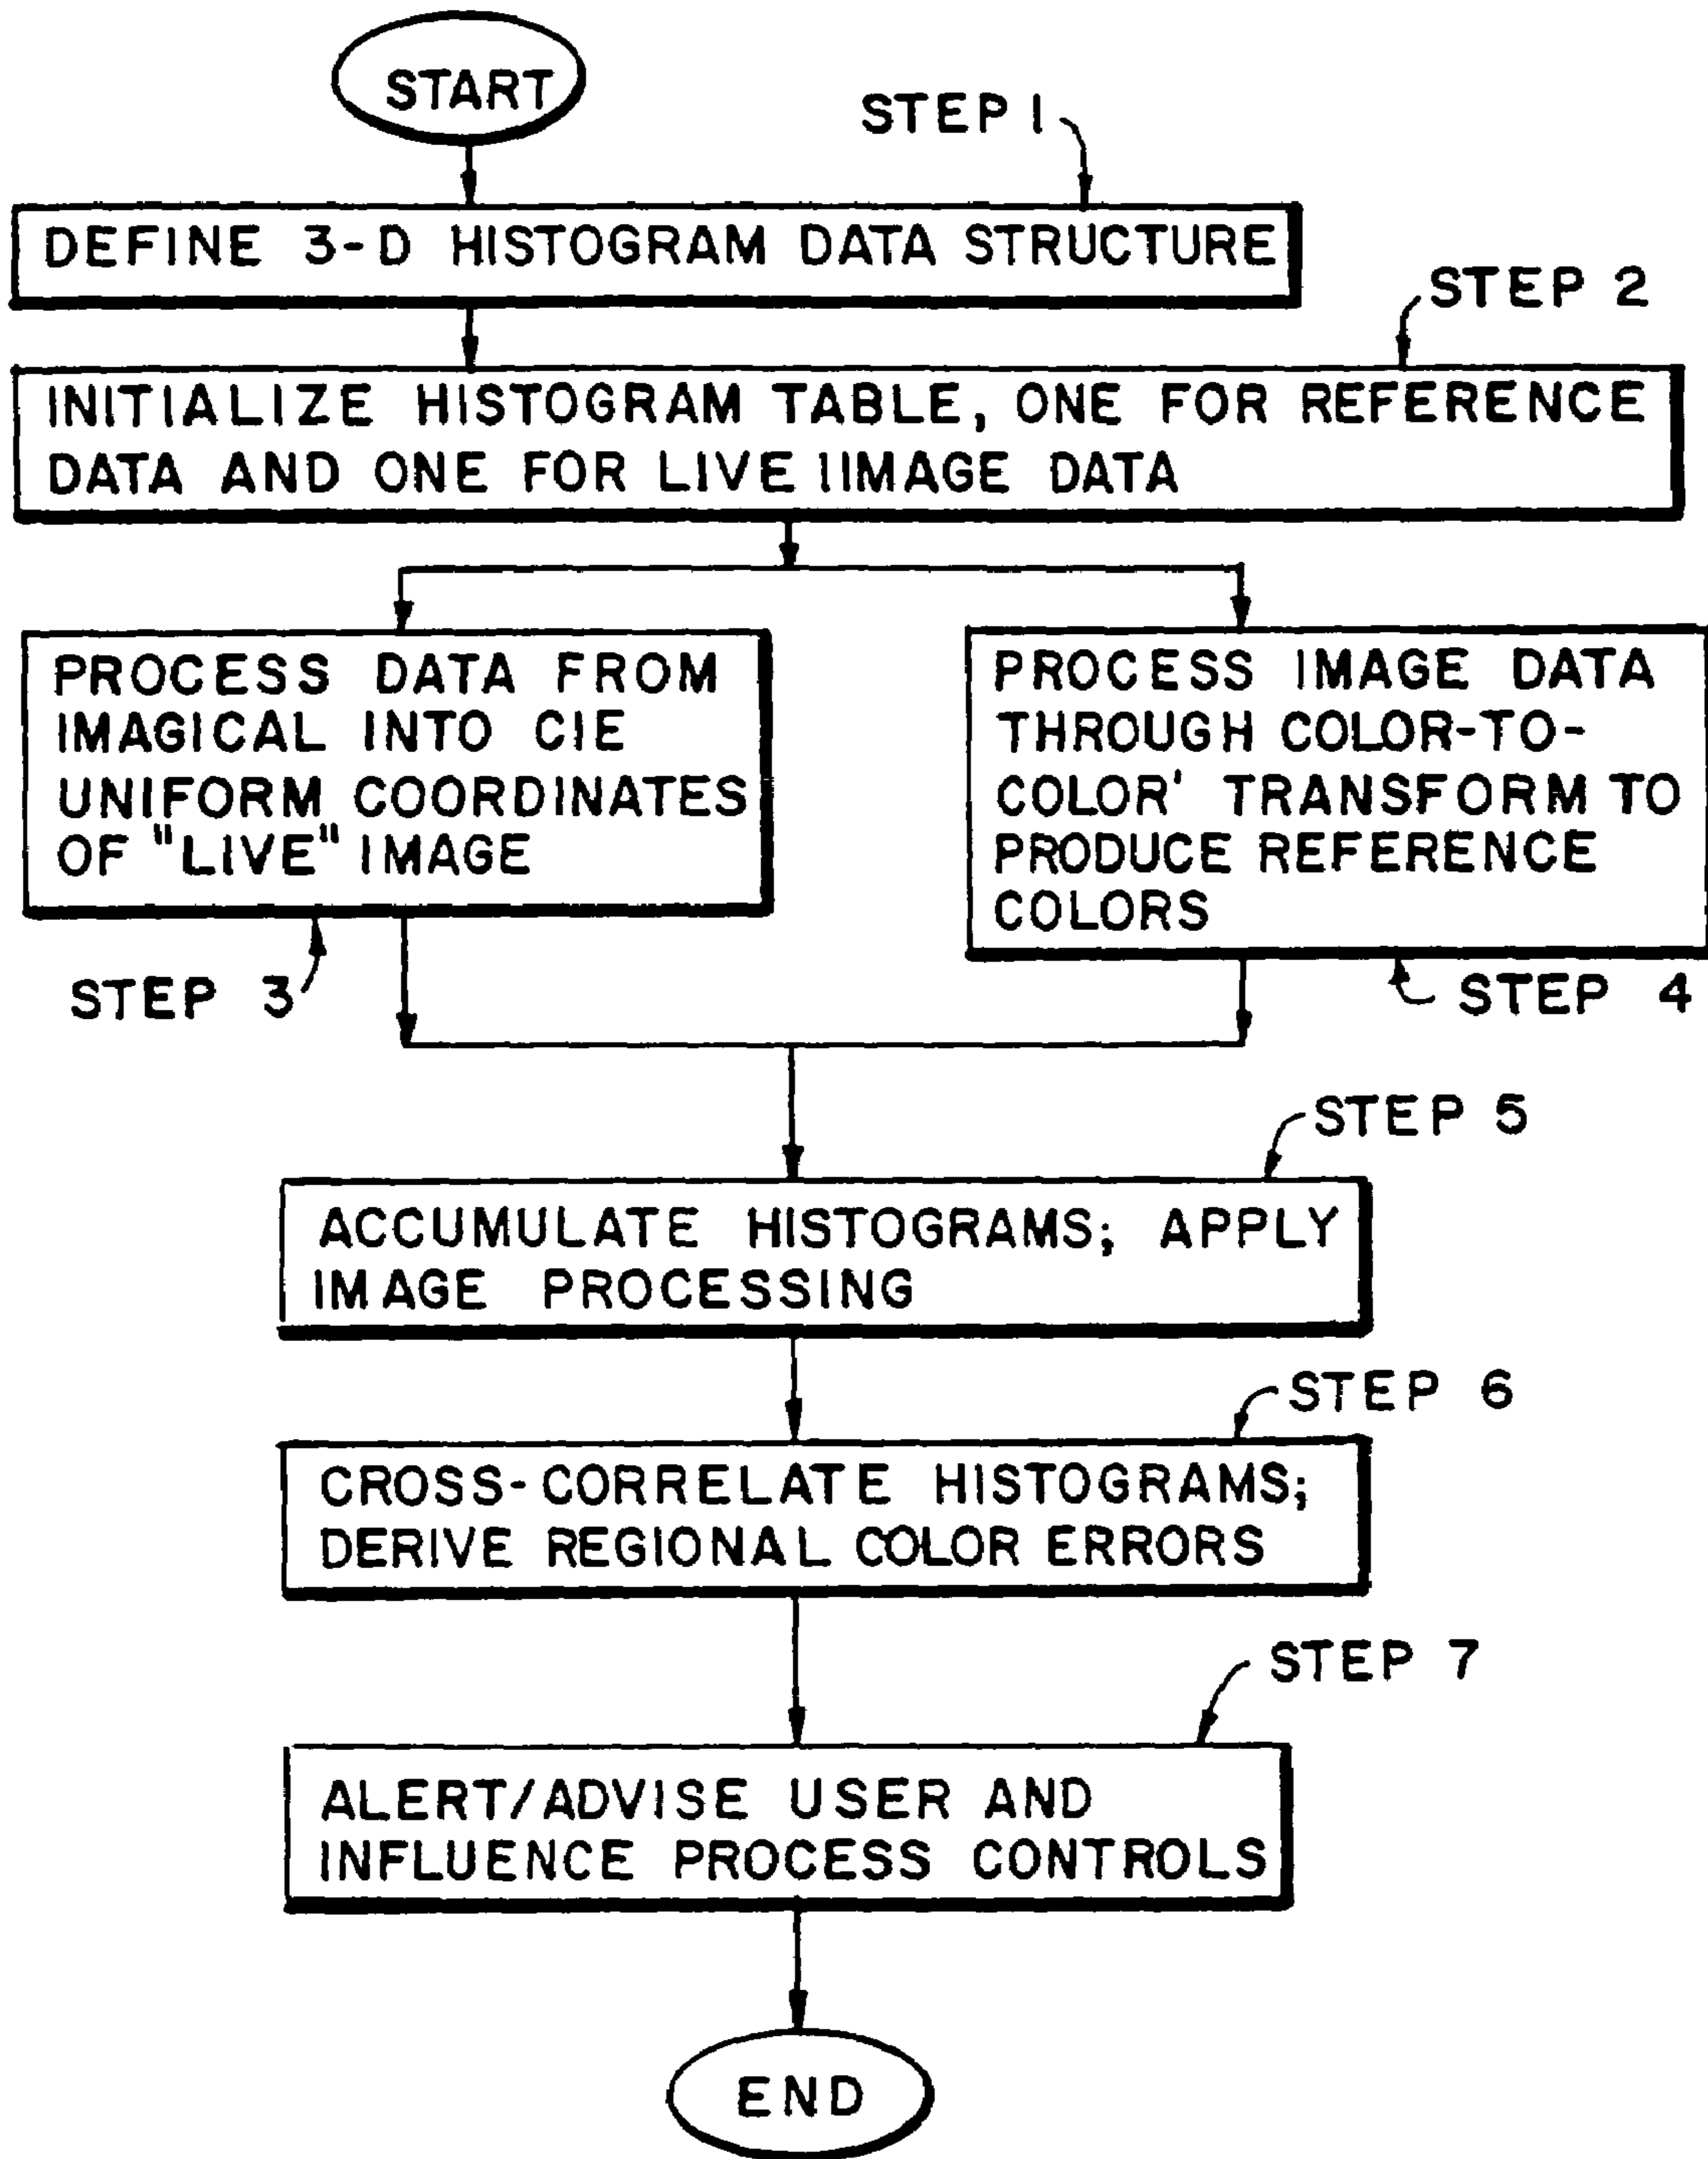 START
STEP 1
DEFINE 3-D HISTOGRAM DATA STRUCTURE
STEP 2
INITIALIZE HISTOGRAM TABLE, ONE FOR REFERENCE
DATA AND ONE FOR LIVE IIMAGE DATA
PROCESS DATA FROM
IMAGICAL INTO CIE
UNIFORM COORDINATES
OF "LIVE" IMAGE
STEP 3
PROCESS IMAGE DATA
THROUGH COLOR-TO-
COLOR' TRANSFORM TO
PRODUCE REFERENCE
COLORS
STEP 4
STEP 5
ACCUMULATE HISTOGRAMS; APPLY
IMAGE PROCESSING
STEP 6
CROSS-CORRELATE HISTOGRAMS;
DERIVE REGIONAL COLOR ERRORS
STEP 7
ALERT/ADVISE USER AND
INFLUENCE PROCESS CONTROLS
END